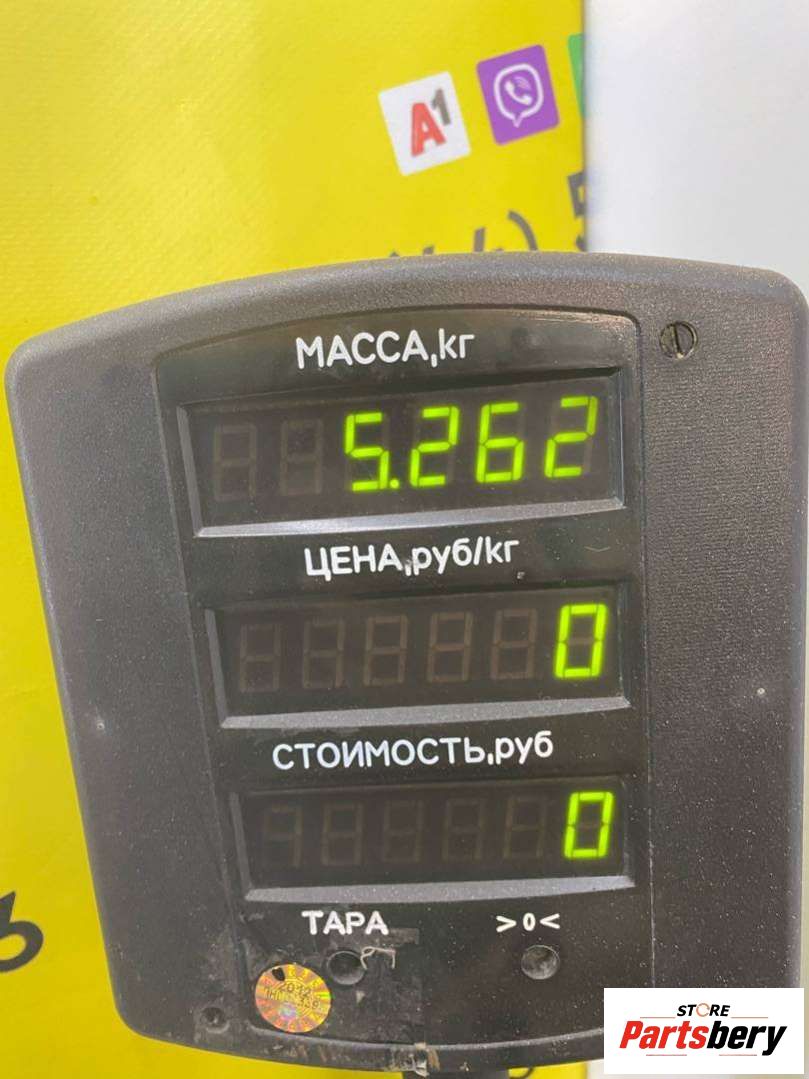 A1
МАССА,кг
5.262
ЦЕНА,руб/кг
0
СТОИМОСТЬ,руб
0
ТАРА >0<
STORE
Partsbery